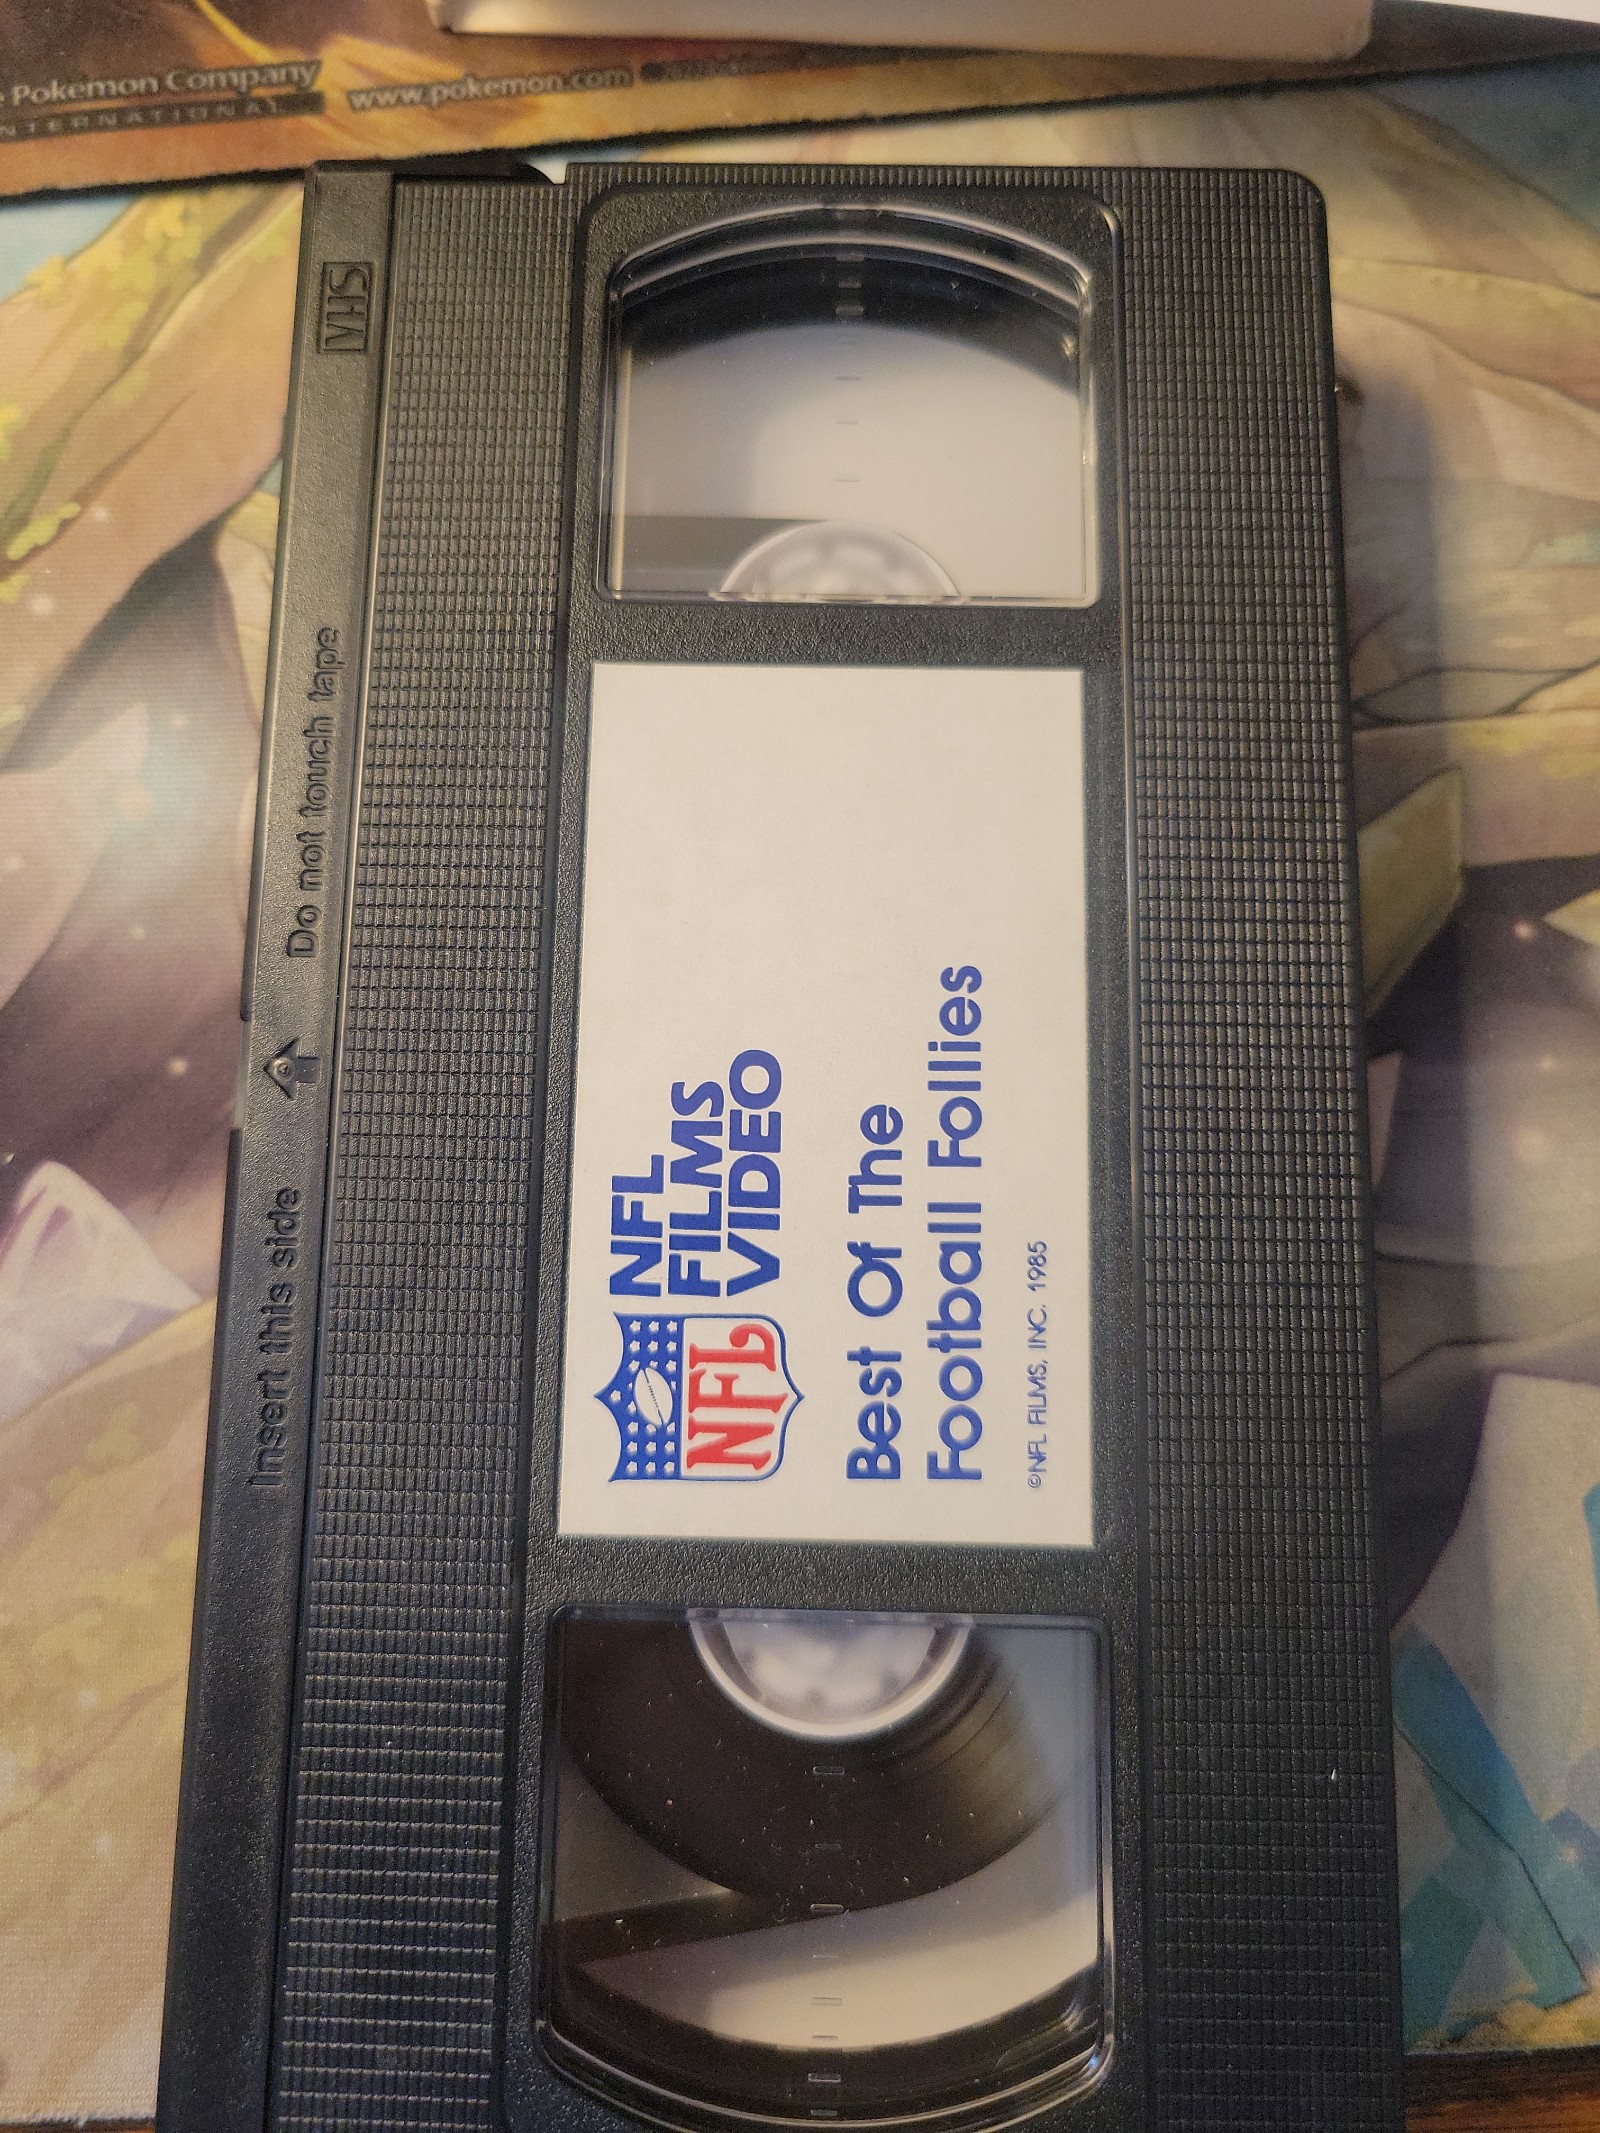 e Pokemon Company
INTERNATIONAL
www.pokemon.com
VHS
Insert this side
Do not touch tape
NFL
NFL
FILMS
VIDEO
Best Of The
Football Follies
©NFL FILMS, INC. 1985